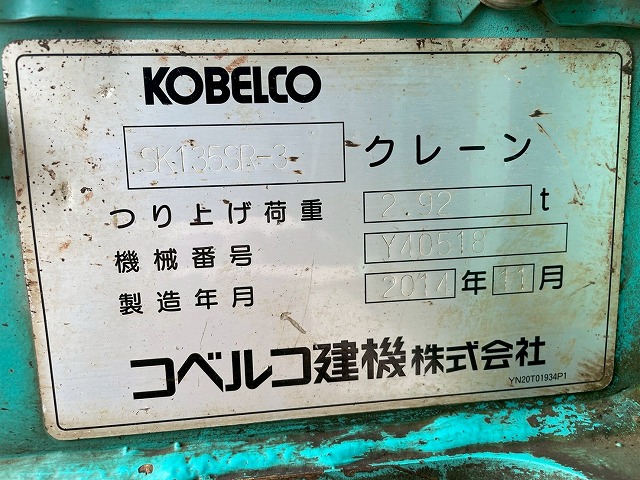 KOBELCO
SK135SR-3 クレーン
つり上げ荷重 2.92 t
機械番号 Y40518
製造年月 2014 年 11 月
コベルコ建機株式会社
YN20T01934P1